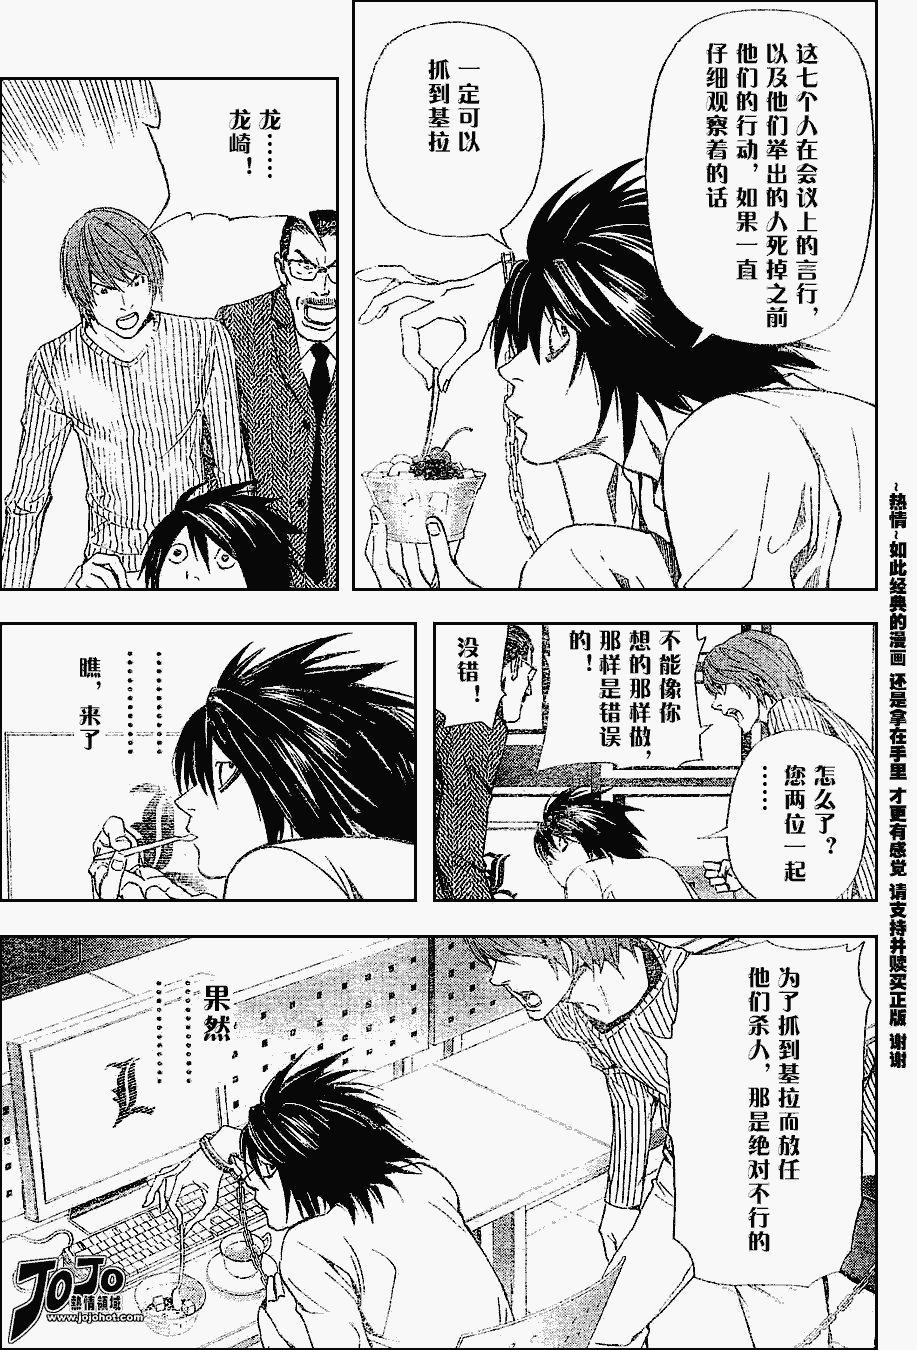 这七个人在会议上的言行，
以及他们举出的人死掉之前
他们的行动，如果一直
仔细观察着的话
一定可以
抓到基拉
龙……
龙崎！
不能像你
想的那样做，
那样是错误
的！
没错！
怎么了？
您两位一起
……
…………
…………
瞧，来了
为了抓到基拉而放任
他们杀人，那是绝对不行的
果然
…………
…………
L
JOJO
熱情領域
www.jojohot.com
~热情~如此经典的漫画 还是拿在手里 才更有感觉 请支持并赎买正版 谢谢